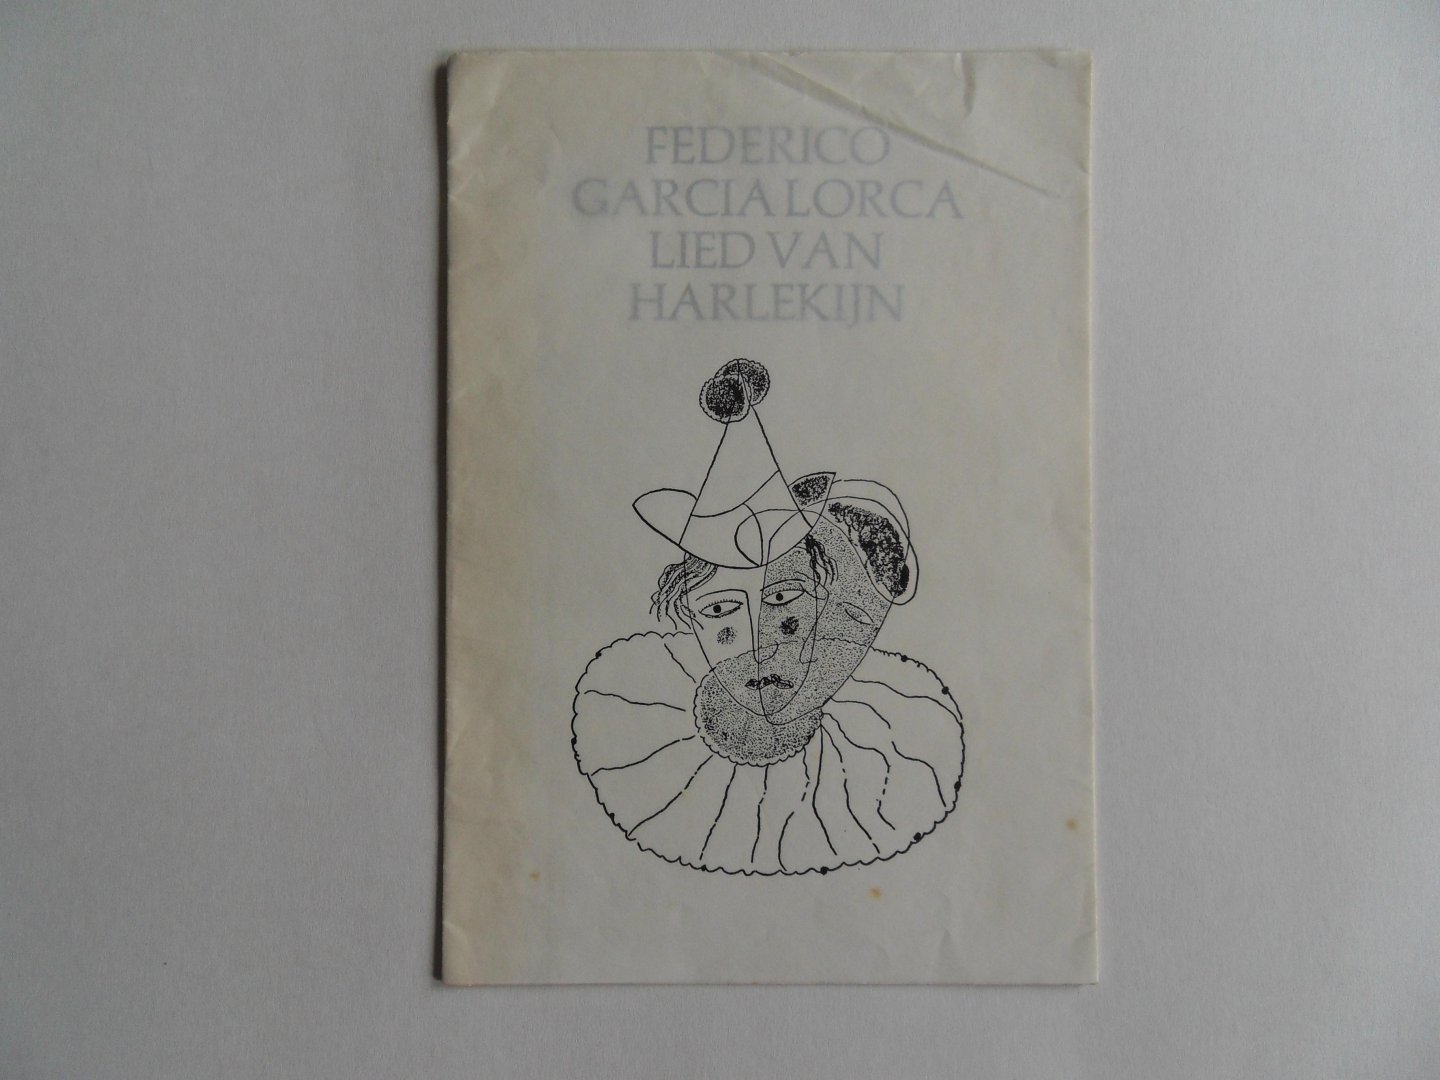 FEDERICO
GARCIA LORCA
LIED VAN
HARLEKIJN